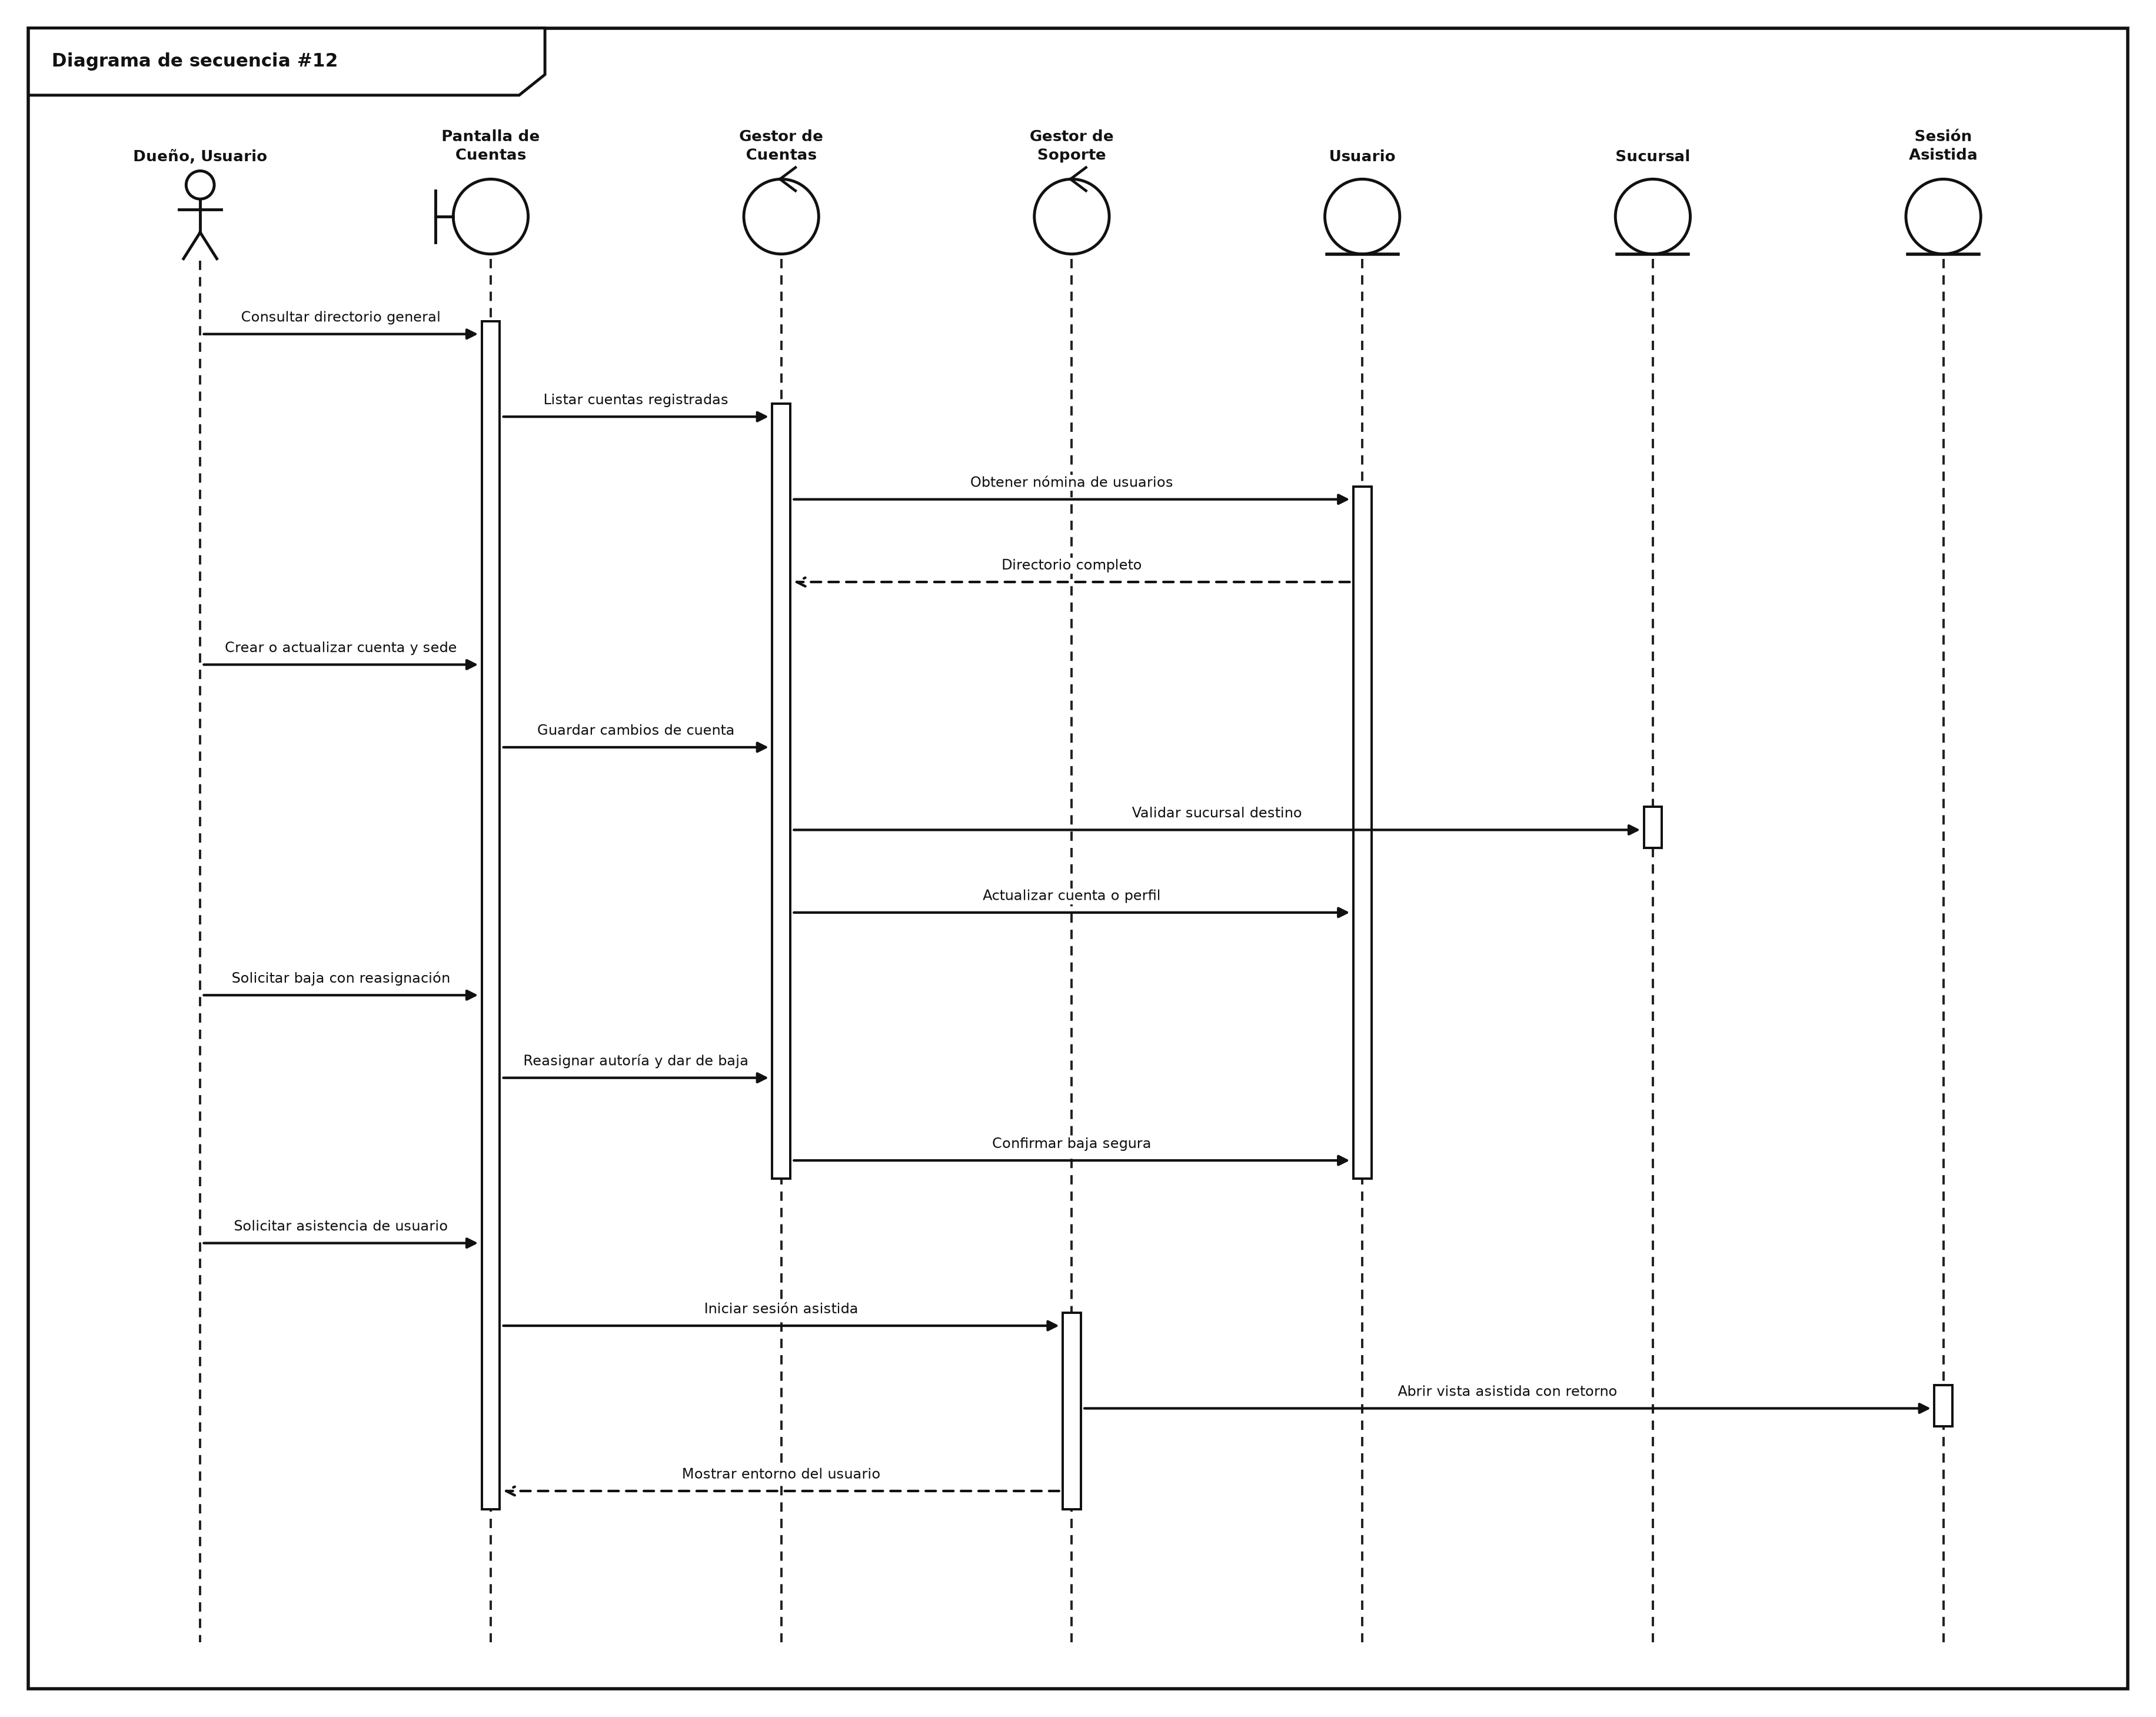 Diagrama de secuencia #12
Dueño, Usuario
Pantalla de
Cuentas
Gestor de
Cuentas
Gestor de
Soporte
Usuario
Sucursal
Sesión
Asistida
Consultar directorio general
Listar cuentas registradas
Obtener nómina de usuarios
Directorio completo
Crear o actualizar cuenta y sede
Guardar cambios de cuenta
Validar sucursal destino
Actualizar cuenta o perfil
Solicitar baja con reasignación
Reasignar autoría y dar de baja
Confirmar baja segura
Solicitar asistencia de usuario
Iniciar sesión asistida
Abrir vista asistida con retorno
Mostrar entorno del usuario